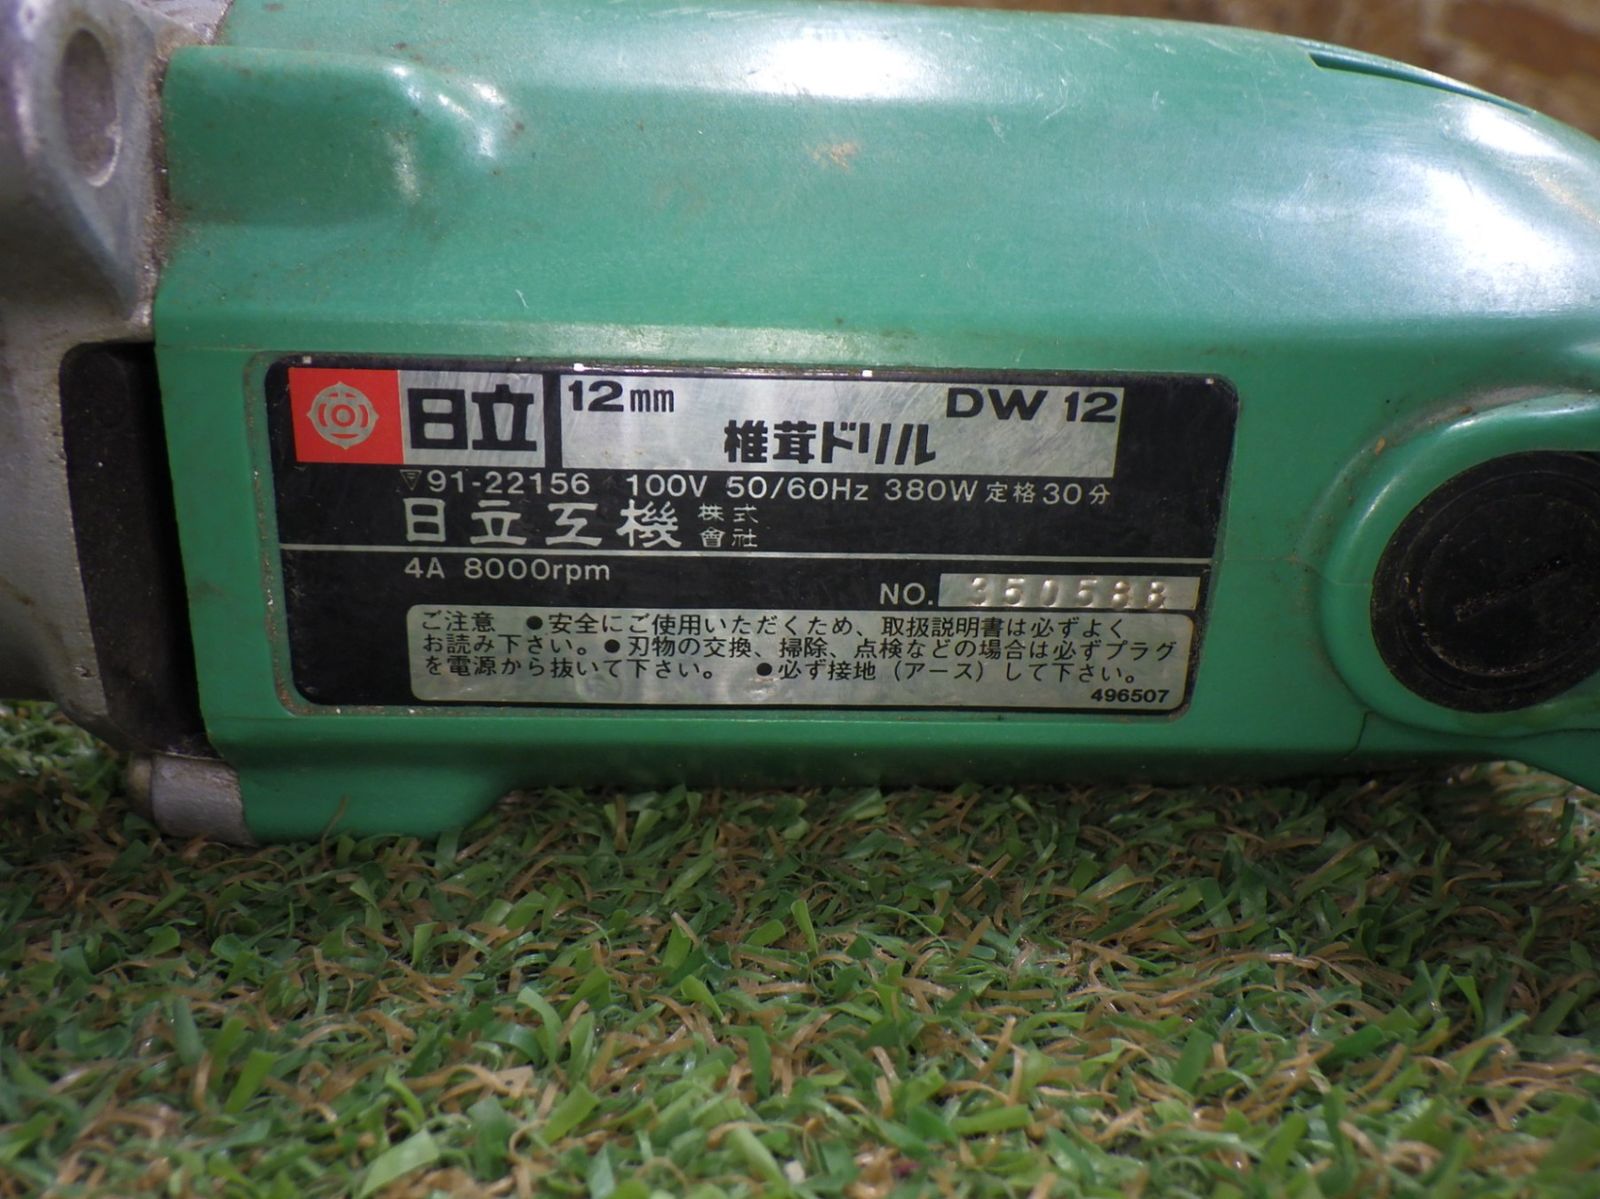 日立 12mm DW 12
椎茸ドリル
91-22156 100V 50/60Hz 380W 定格30分
日立工機 株式會社
4A 8000rpm
NO. 350588
ご注意 ●安全にご使用いただくため、取扱説明書は必ずよく
お読み下さい。●刃物の交換、掃除、点検などの場合は必ずプラグ
を電源から抜いて下さい。 ●必ず接地(アース)して下さい。
496507